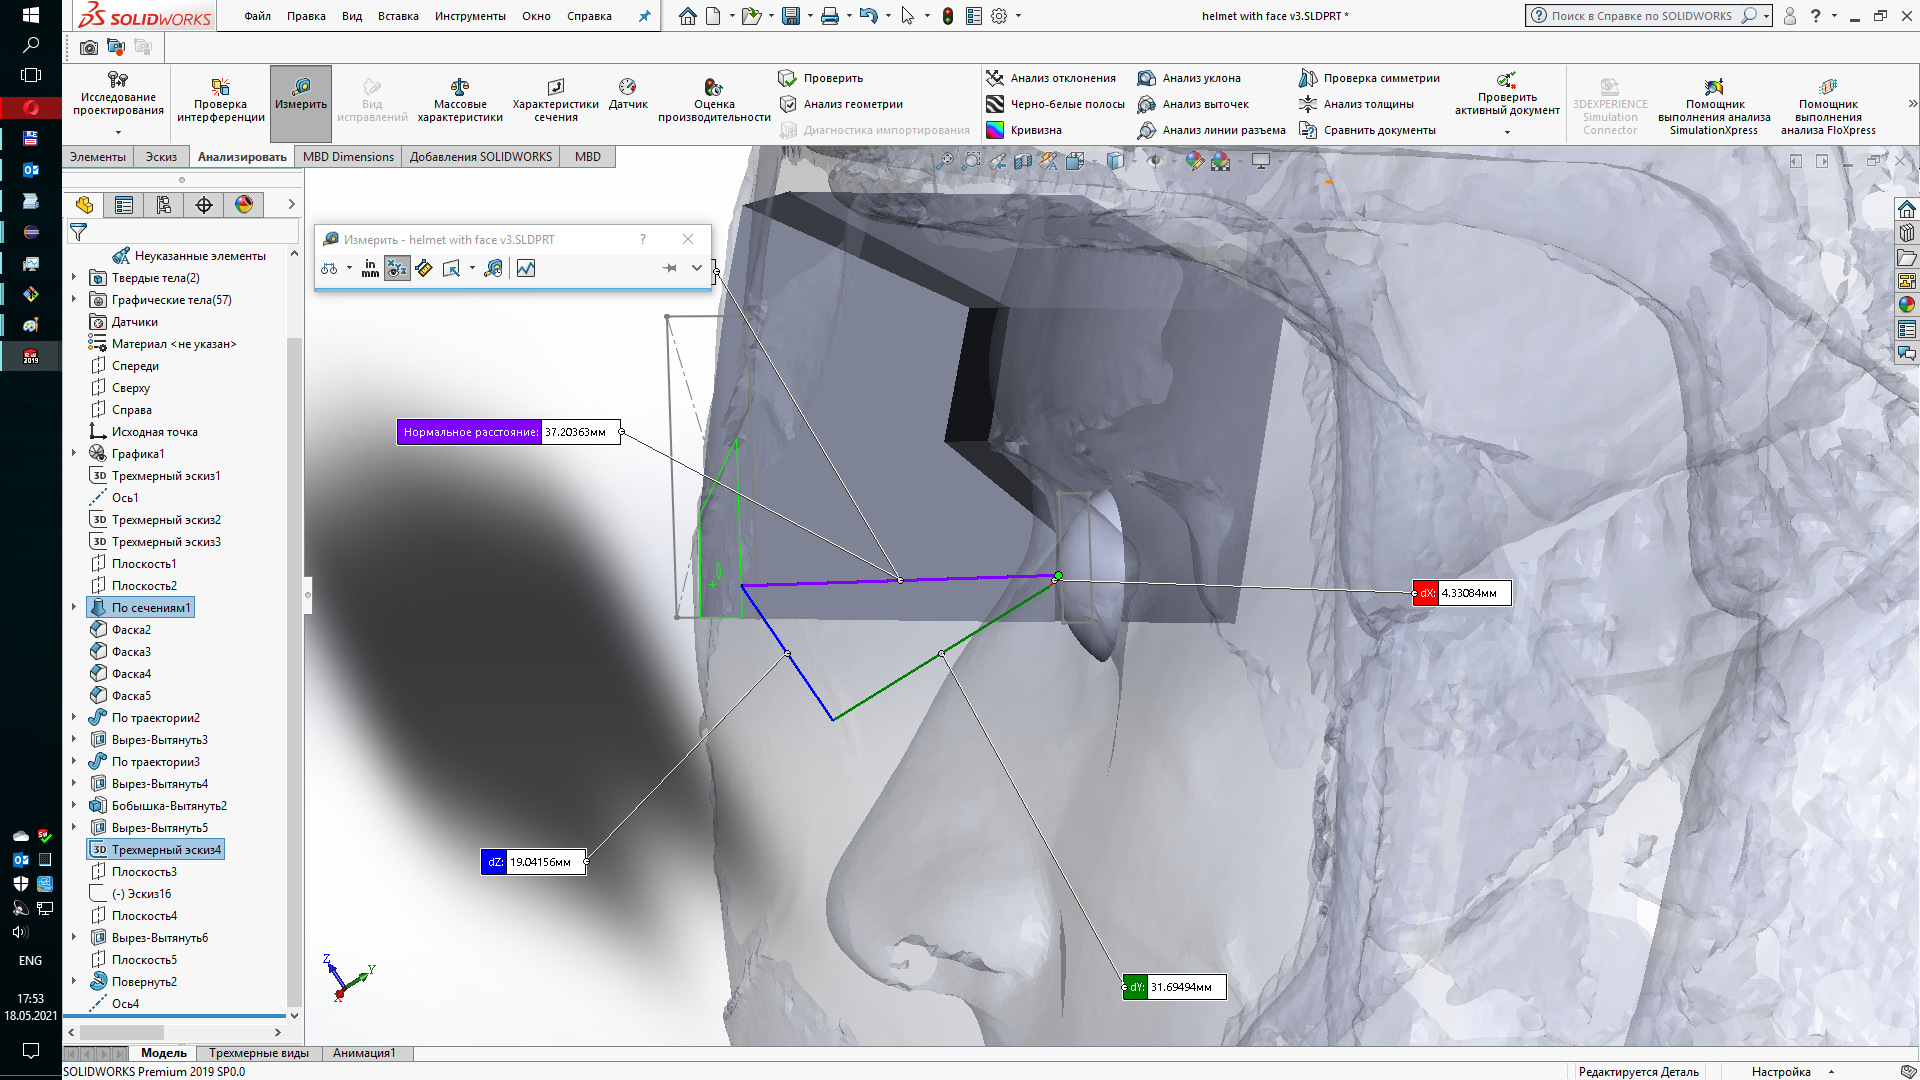 SOLIDWORKS
Файл
Правка
Вид
Вставка
Инструменты
Окно
Справка
helmet with face v3.SLDPRT *
Поиск в Справке по SOLIDWORKS
?
Исследование
проектирования
Проверка
интерференции
Измерить
Вид
исправлений
Массовые
характеристики
Характеристики
сечения
Датчик
Оценка
производительности
Проверить
Анализ геометрии
Диагностика импортирования
Анализ отклонения
Черно-белые полосы
Кривизна
Анализ уклона
Анализ выточек
Анализ линии разъема
Проверка симметрии
Анализ толщины
Сравнить документы
Проверить
активный документ
3DEXPERIENCE
Simulation
Connector
Помощник
выполнения анализа
SimulationXpress
Помощник
выполнения
анализа FloXpress
Элементы
Эскиз
Анализировать
MBD Dimensions
Добавления SOLIDWORKS
MBD
Измерить - helmet with face v3.SLDPRT
?
in
mm
Неуказанные элементы
Твердые тела(2)
Графические тела(57)
Датчики
Материал <не указан>
Спереди
Сверху
Справа
Исходная точка
Графика1
3D Трехмерный эскиз1
Ось1
3D Трехмерный эскиз2
3D Трехмерный эскиз3
Плоскость1
Плоскость2
По сечениям1
Фаска2
Фаска3
Фаска4
Фаска5
По траектории2
Вырез-Вытянуть3
По траектории3
Вырез-Вытянуть4
Бобышка-Вытянуть2
Вырез-Вытянуть5
3D Трехмерный эскиз4
Плоскость3
(-) Эскиз16
Плоскость4
Вырез-Вытянуть6
Плоскость5
Повернуть2
Ось4
Нормальное расстояние: 37.20363мм
dX: 4.33084мм
dZ: 19.04156мм
dY: 31.69494мм
Z
Y
X
2019
ENG
17:53
18.05.2021
Модель
Трехмерные виды
Анимация1
SOLIDWORKS Premium 2019 SP0.0
Редактируется Деталь
Настройка